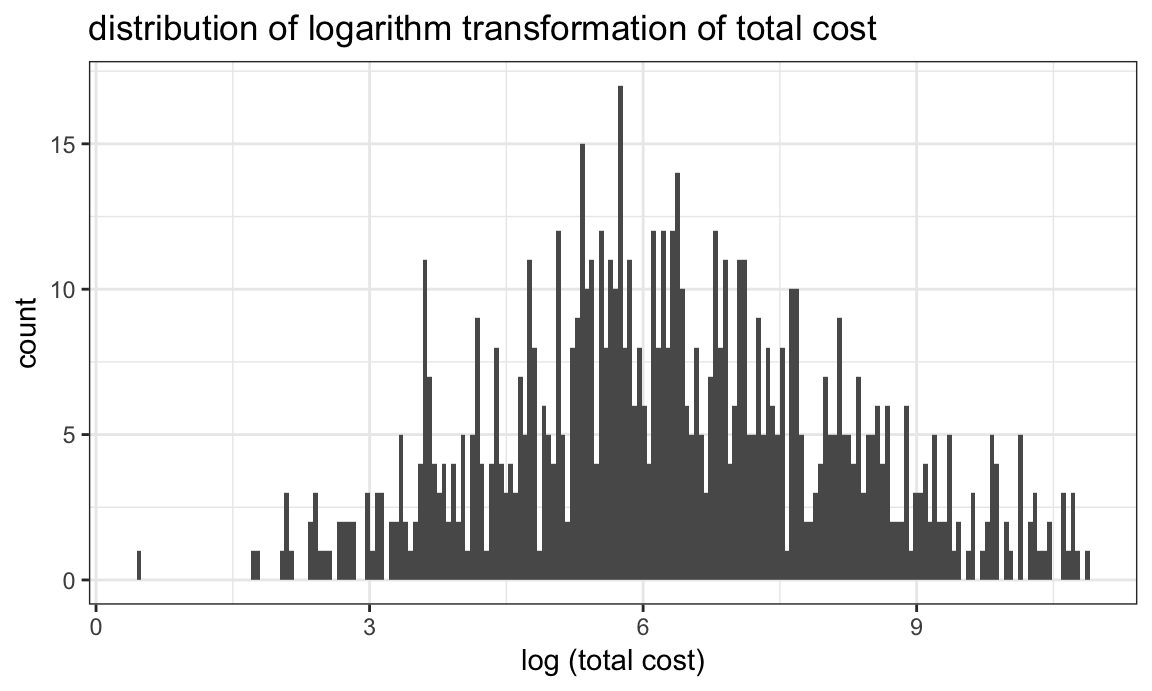 distribution of logarithm transformation of total cost
15
10
5
0
count
0 3 6 9
log (total cost)